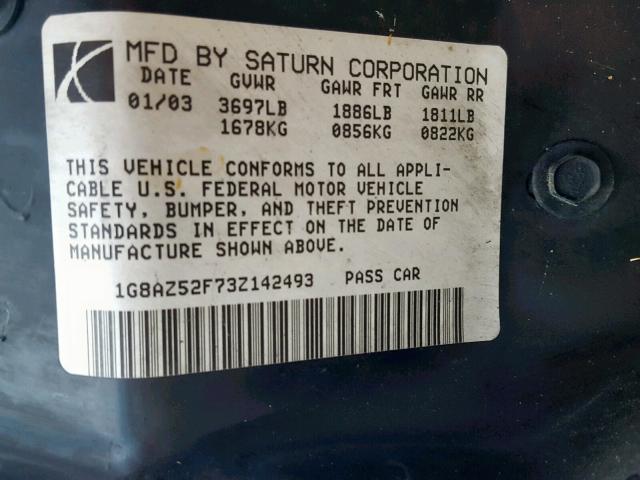 MFD BY SATURN CORPORATION
DATE GVWR GAWR FRT GAWR RR
01/03 3697LB 1886LB 1811LB
1678KG 0856KG 0822KG
THIS VEHICLE CONFORMS TO ALL APPLI-
CABLE U.S. FEDERAL MOTOR VEHICLE
SAFETY, BUMPER, AND THEFT PREVENTION
STANDARDS IN EFFECT ON THE DATE OF
MANUFACTURE SHOWN ABOVE.
1G8AZ52F73Z142493 PASS CAR